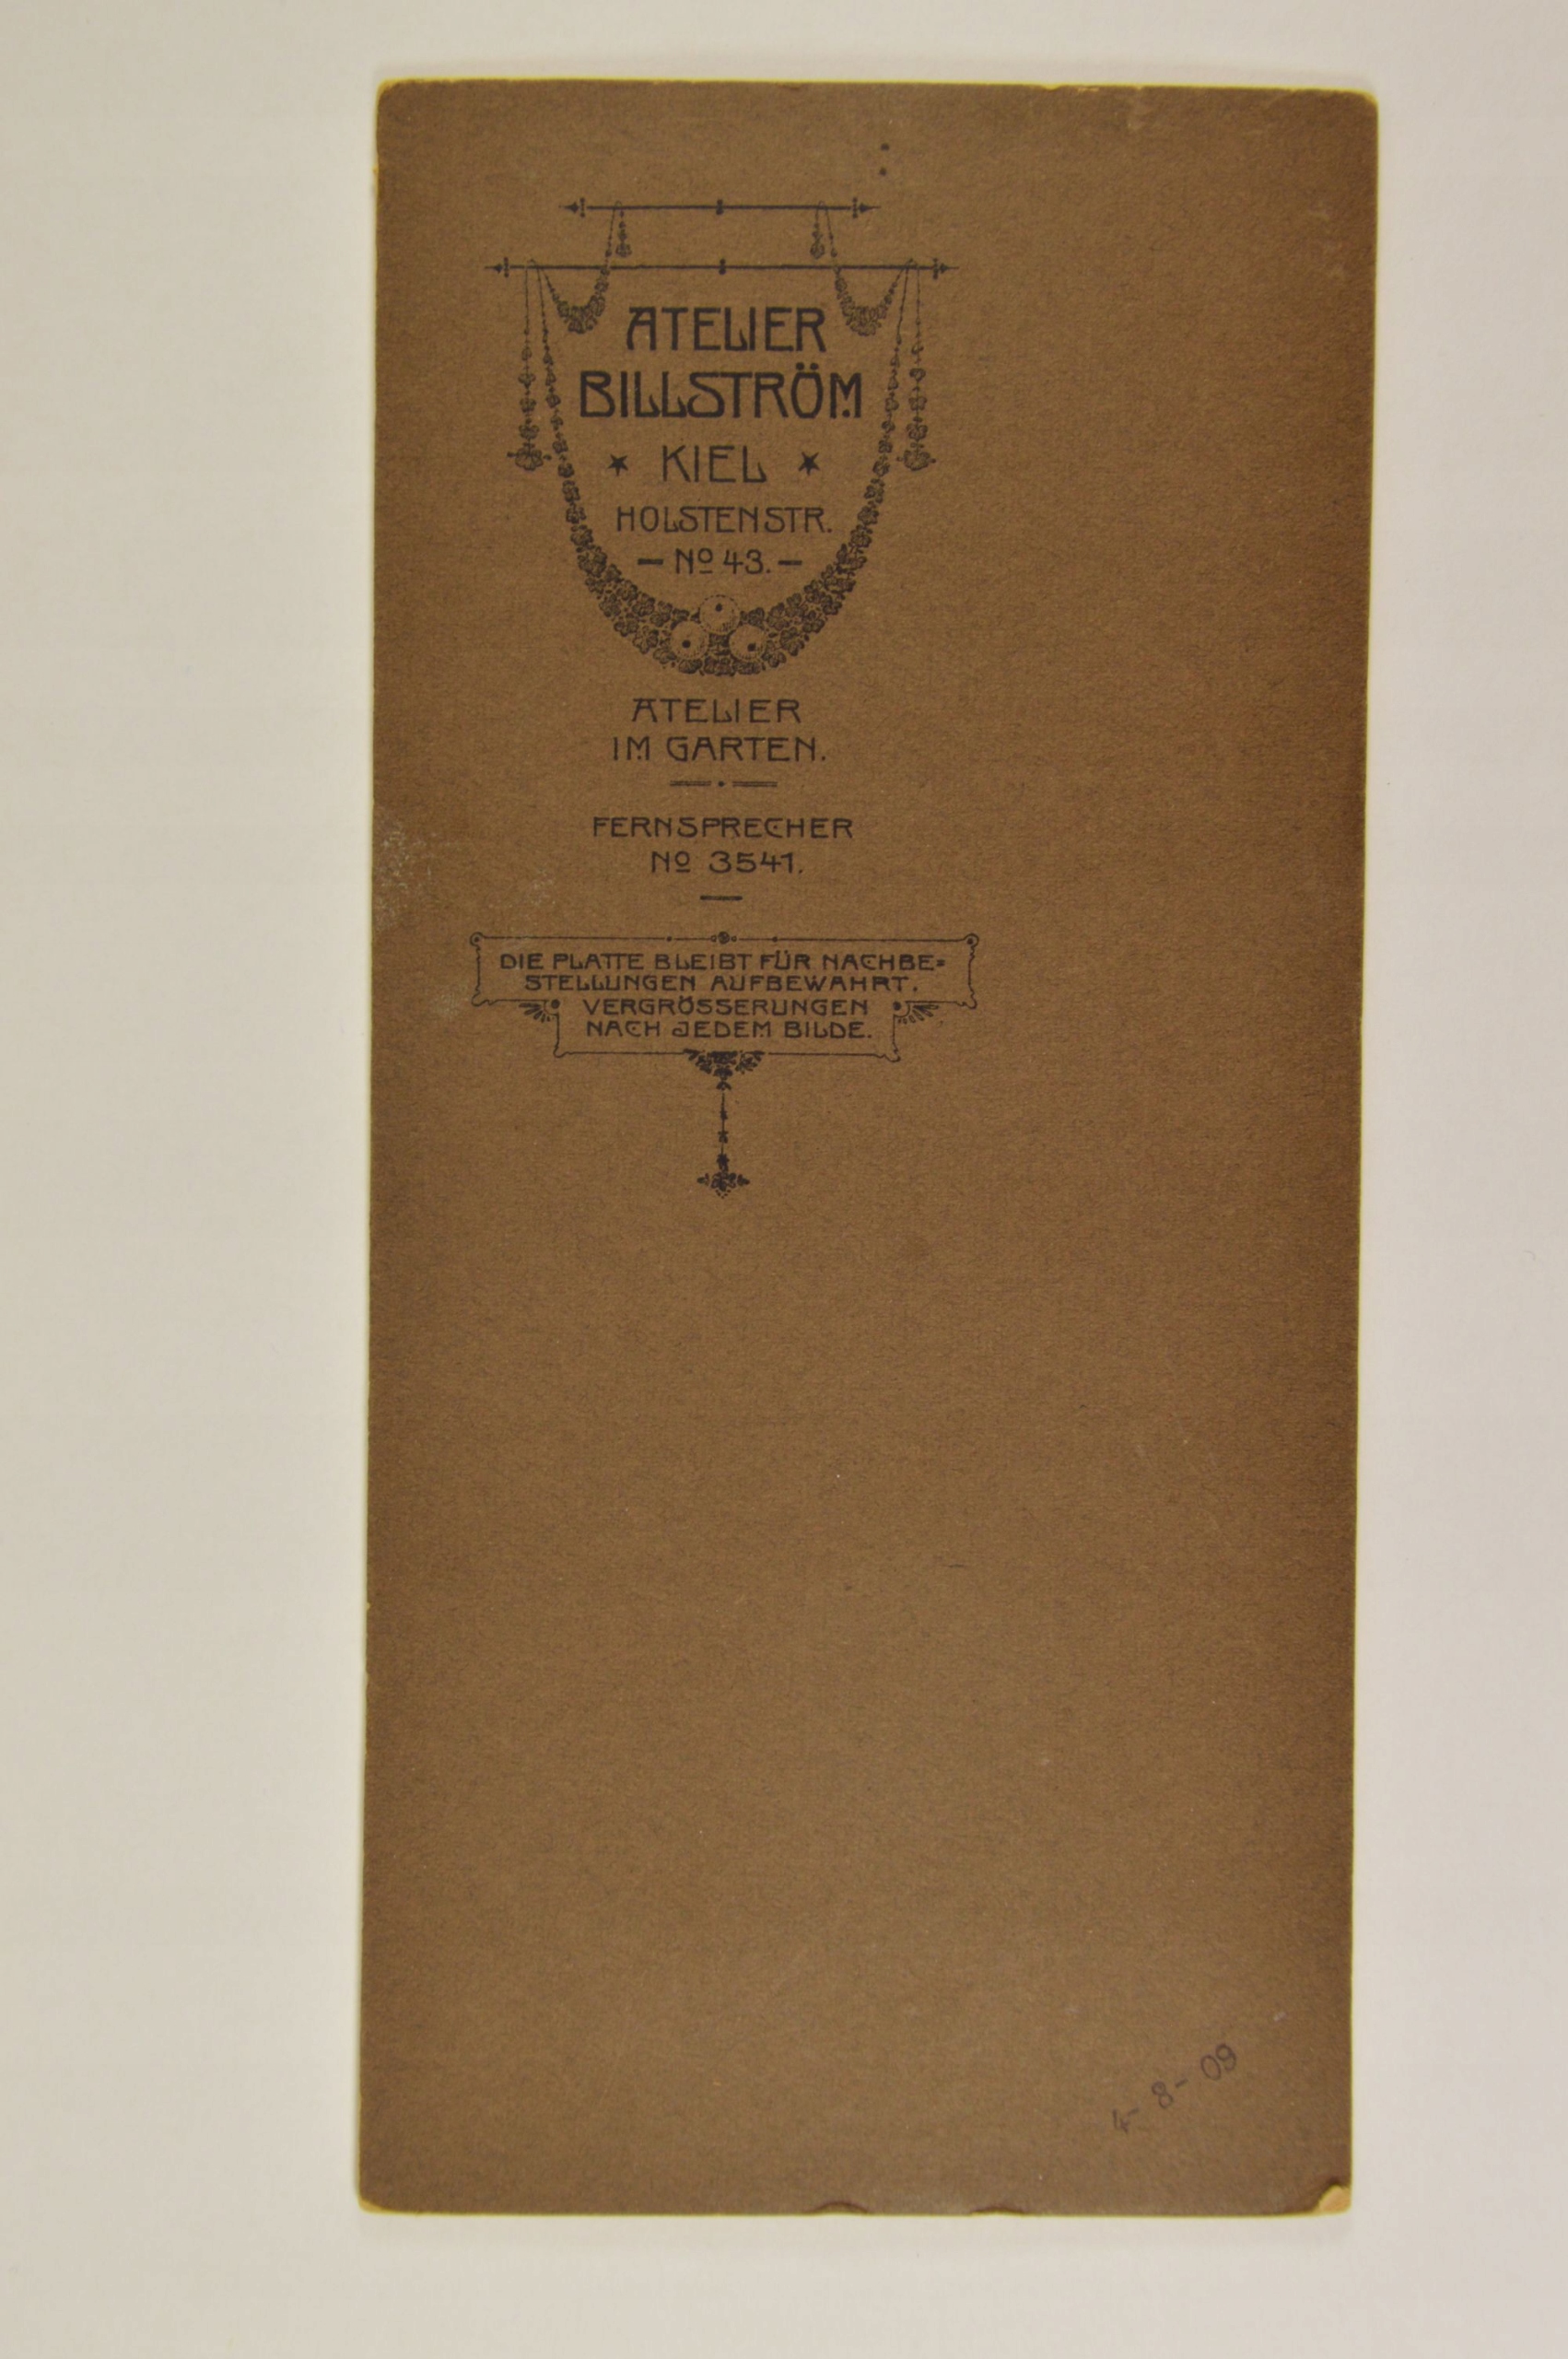 ATELIER
BILLSTRÖM
★ KIEL ★
HOLSTENSTR.
— Nº 43. —
ATELIER
IM GARTEN.
FERNSPRECHER
Nº 3541.
DIE PLATTE BLEIBT FÜR NACHBE=
STELLUNGEN AUFBEWAHRT.
VERGRÖSSERUNGEN
NACH JEDEM BILDE.
4- 8- 09